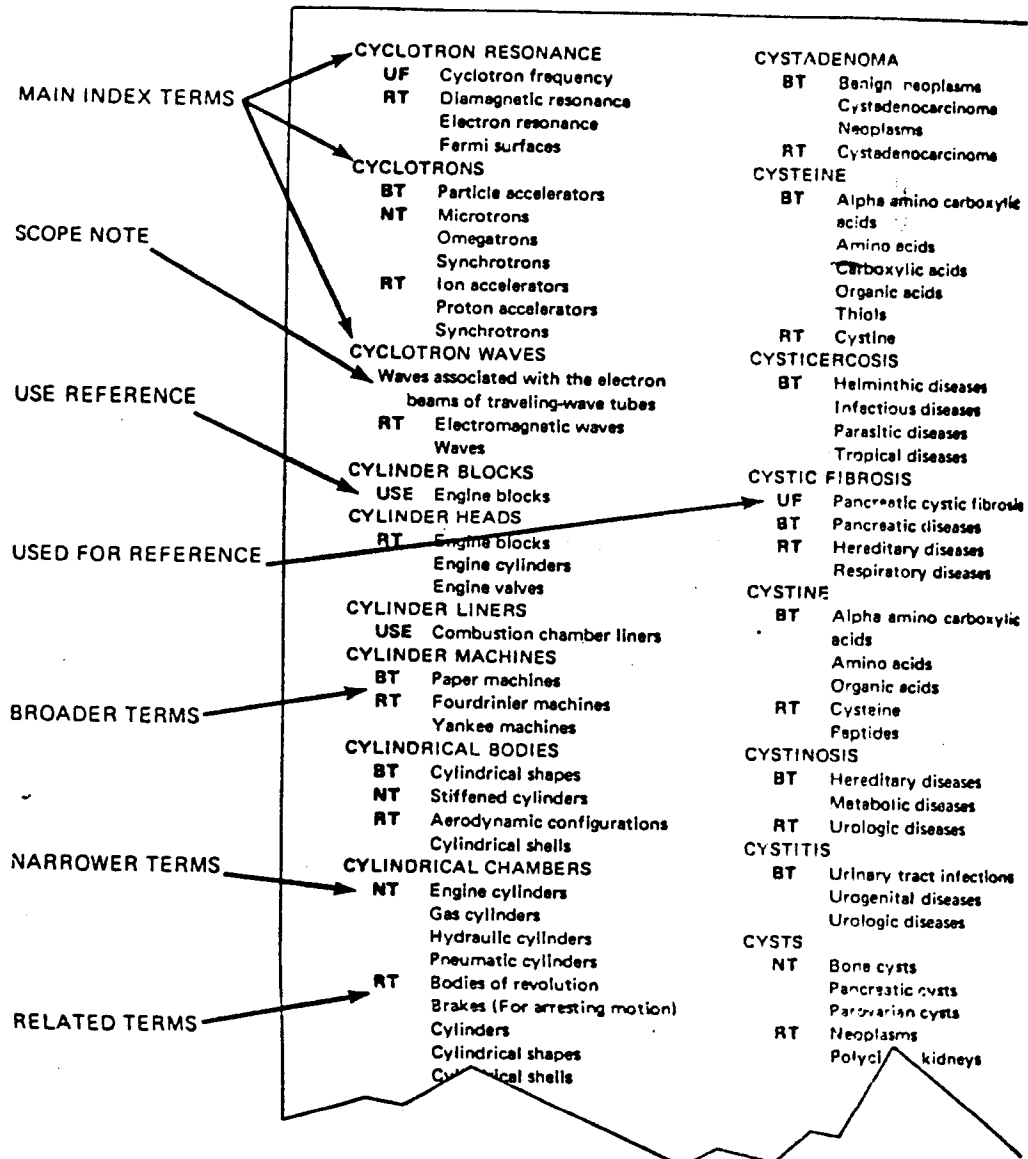 MAIN INDEX TERMS
SCOPE NOTE
USE REFERENCE
USED FOR REFERENCE
BROADER TERMS
NARROWER TERMS
RELATED TERMS
CYCLOTRON RESONANCE
UF Cyclotron frequency
RT Diamagnetic resonance
Electron resonance
Fermi surfaces
CYCLOTRONS
BT Particle accelerators
NT Microtrons
Omegatrons
Synchrotrons
RT Ion accelerators
Proton accelerators
Synchrotrons
CYCLOTRON WAVES
Waves associated with the electron
beams of traveling-wave tubes
RT Electromagnetic waves
Waves
CYLINDER BLOCKS
USE Engine blocks
CYLINDER HEADS
RT Engine blocks
Engine cylinders
Engine valves
CYLINDER LINERS
USE Combustion chamber liners
CYLINDER MACHINES
BT Paper machines
RT Fourdrinier machines
Yankee machines
CYLINDRICAL BODIES
BT Cylindrical shapes
NT Stiffened cylinders
RT Aerodynamic configurations
Cylindrical shells
CYLINDRICAL CHAMBERS
NT Engine cylinders
Gas cylinders
Hydraulic cylinders
Pneumatic cylinders
RT Bodies of revolution
Brakes (For arresting motion)
Cylinders
Cylindrical shapes
shells
CYSTADENOMA
BT Benign neoplasms
Cystadenocarcinoma
Neoplasms
RT Cystadenocarcinoma
CYSTEINE
BT Alpha amino carboxylic
acids
Amino acids
Carboxylic acids
Organic acids
Thiols
RT Cystine
CYSTICERCOSIS
BT Helminthic diseases
Infectious diseases
Parasitic diseases
Tropical diseases
CYSTIC FIBROSIS
UF Pancreatic cystic fibrosis
BT Pancreatic diseases
RT Hereditary diseases
Respiratory diseases
CYSTINE
BT Alpha amino carboxylic
acids
Amino acids
Organic acids
RT Cysteine
Peptides
CYSTINOSIS
BT Hereditary diseases
Metabolic diseases
RT Urologic diseases
CYSTITIS
BT Urinary tract infections
Urogenital diseases
Urologic diseases
CYSTS
NT Bone cysts
Pancreatic cysts
Parovarian cysts
RT Neoplasms
kidneys